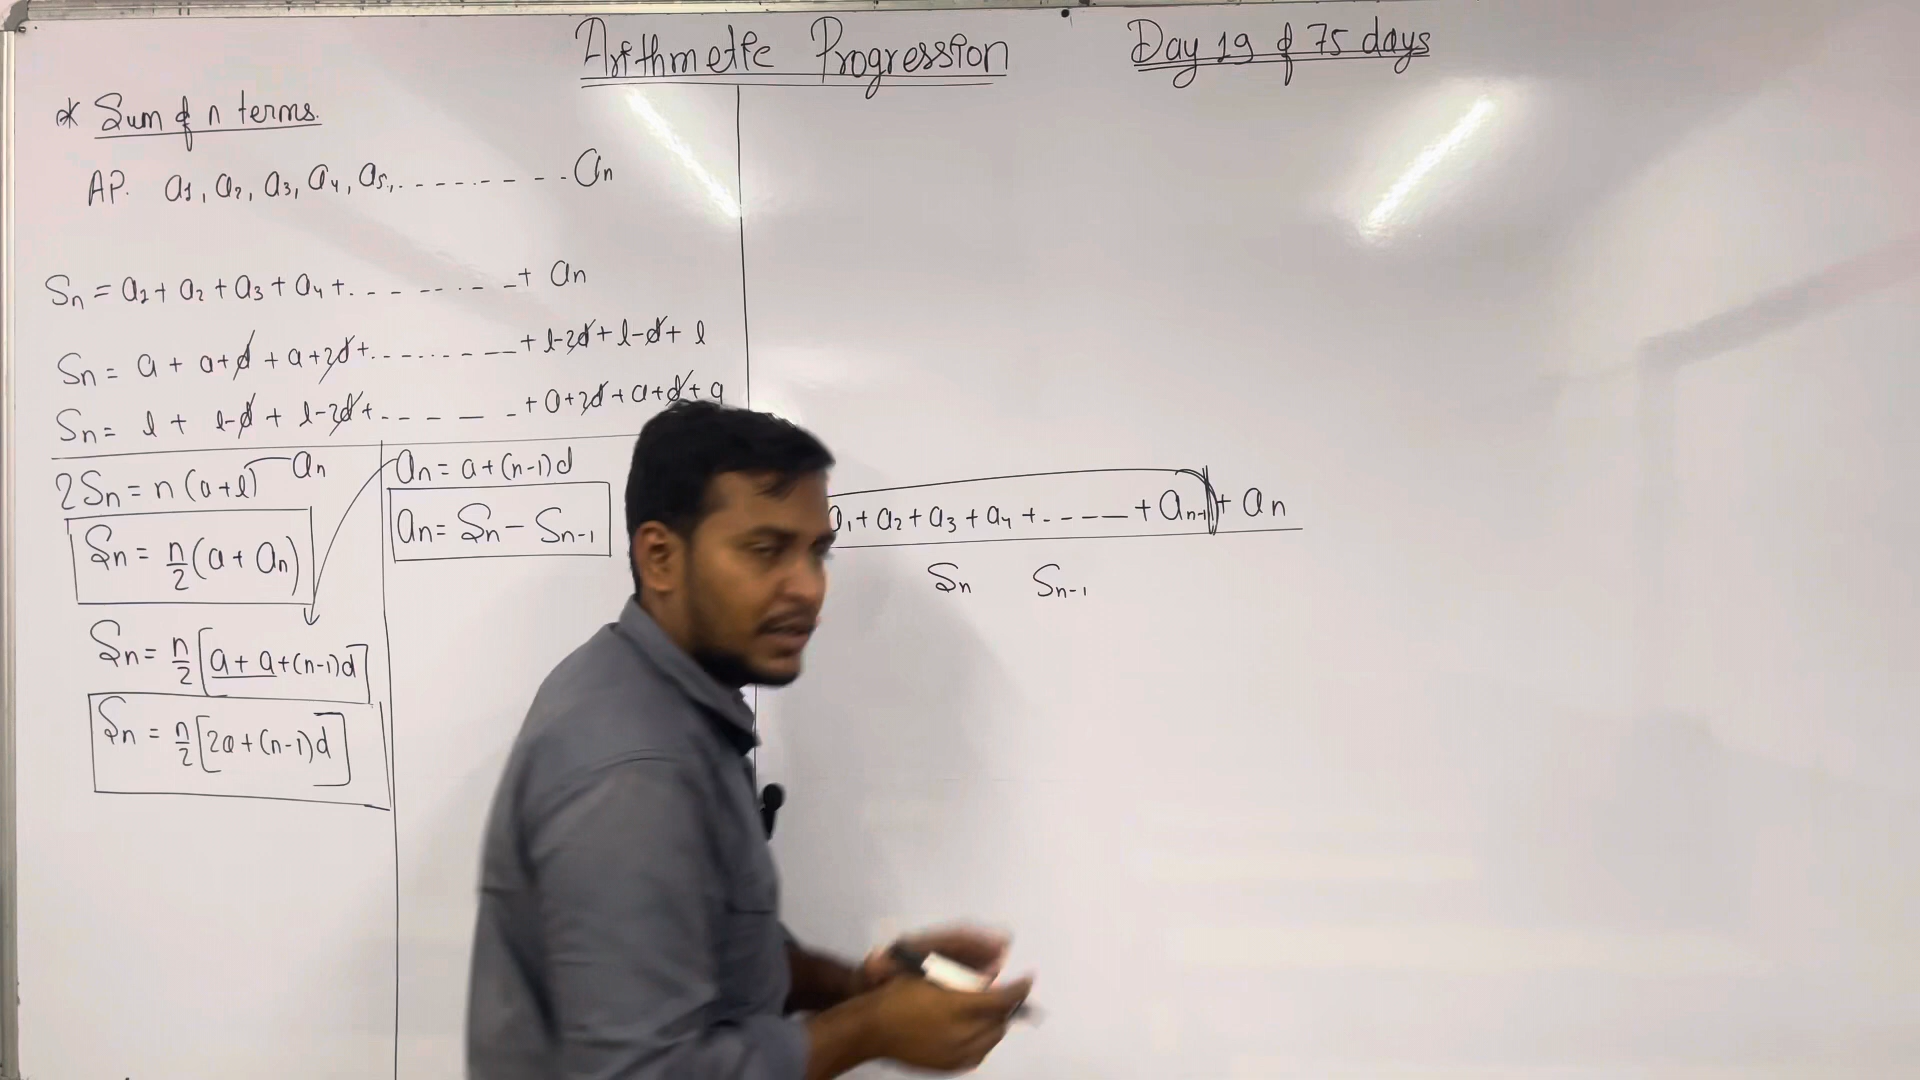 Arithmetic Progression
Day 19 of 75 days
* Sum of n terms.
AP. a1, a2, a3, a4, a5, . - - - - - - - - . an
Sn = a1 + a2 + a3 + a4 + . - - - - - - - + an
Sn = a + a+d + a+2d + . - - - - - - - + l-2d + l-d + l
Sn = l + l-d + l-2d + . - - - - - + a+2d + a+d + a
2Sn = n (a+l) an
Sn = n/2 (a + an)
Sn = n/2 [a + a + (n-1)d]
Sn = n/2 [2a + (n-1)d]
an = a + (n-1)d
an = Sn - Sn-1
a1 + a2 + a3 + a4 + . - - - - + an-1 + an
Sn Sn-1